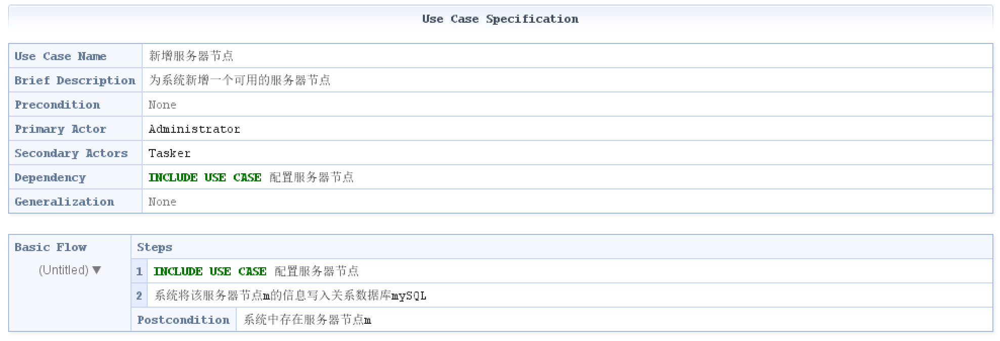 Use Case Specification
Use Case Name 新增服务器节点
Brief Description 为系统新增一个可用的服务器节点
Precondition None
Primary Actor Administrator
Secondary Actors Tasker
Dependency INCLUDE USE CASE 配置服务器节点
Generalization None
Basic Flow Steps
(Untitled) ▼
1 INCLUDE USE CASE 配置服务器节点
2 系统将该服务器节点m的信息写入关系数据库mySQL
Postcondition 系统中存在服务器节点m